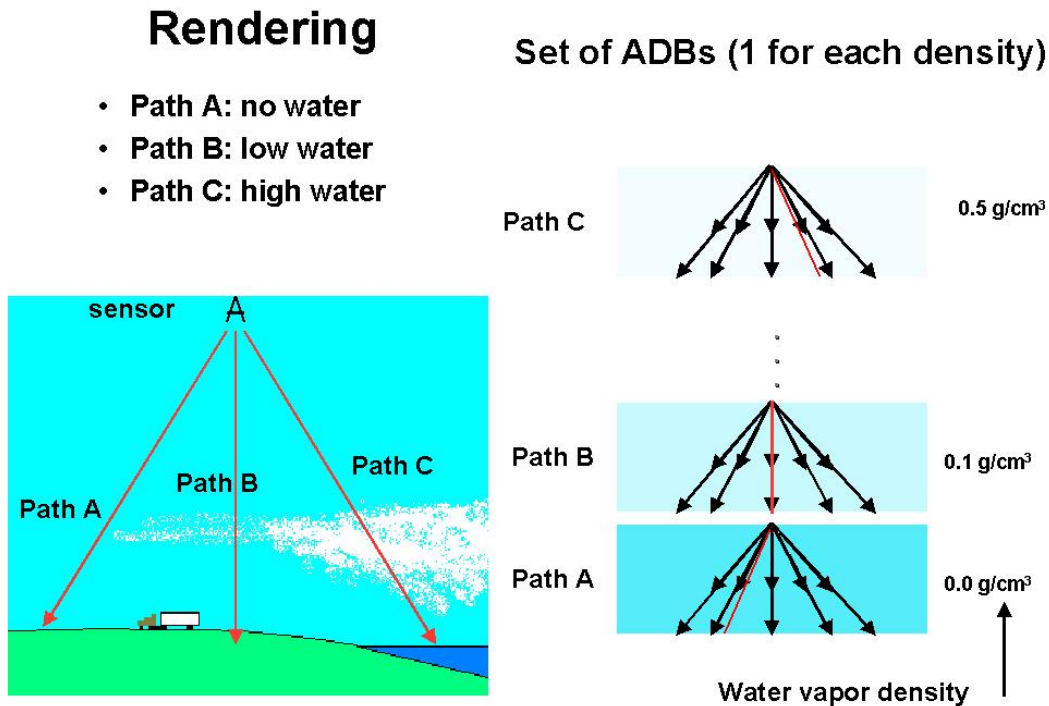 Rendering
• Path A: no water
• Path B: low water
• Path C: high water
sensor
Path A
Path B
Path C
Set of ADBs (1 for each density)
Path C
0.5 g/cm³
Path B
0.1 g/cm³
Path A
0.0 g/cm³
Water vapor density